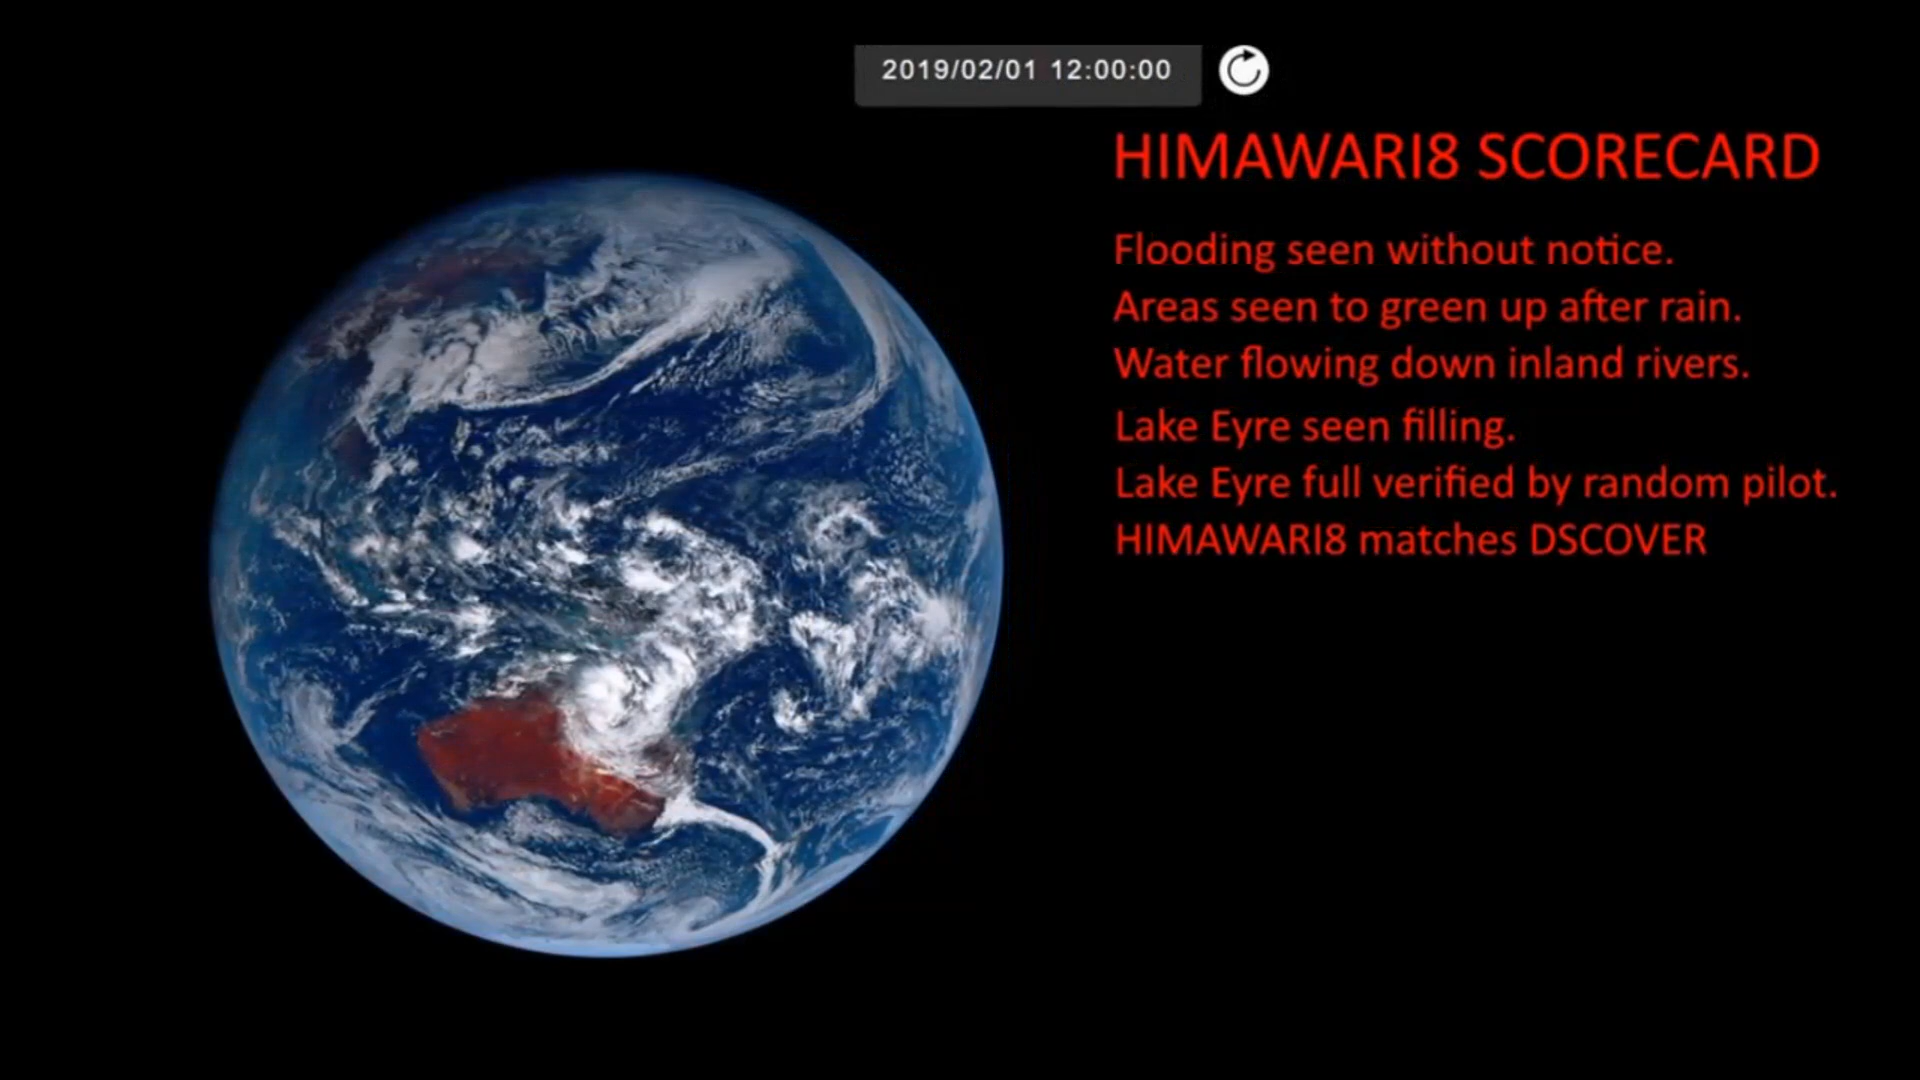 2019/02/01 12:00:00
HIMAWARI8 SCORECARD
Flooding seen without notice.
Areas seen to green up after rain.
Water flowing down inland rivers.
Lake Eyre seen filling.
Lake Eyre full verified by random pilot.
HIMAWARI8 matches DSCOVER